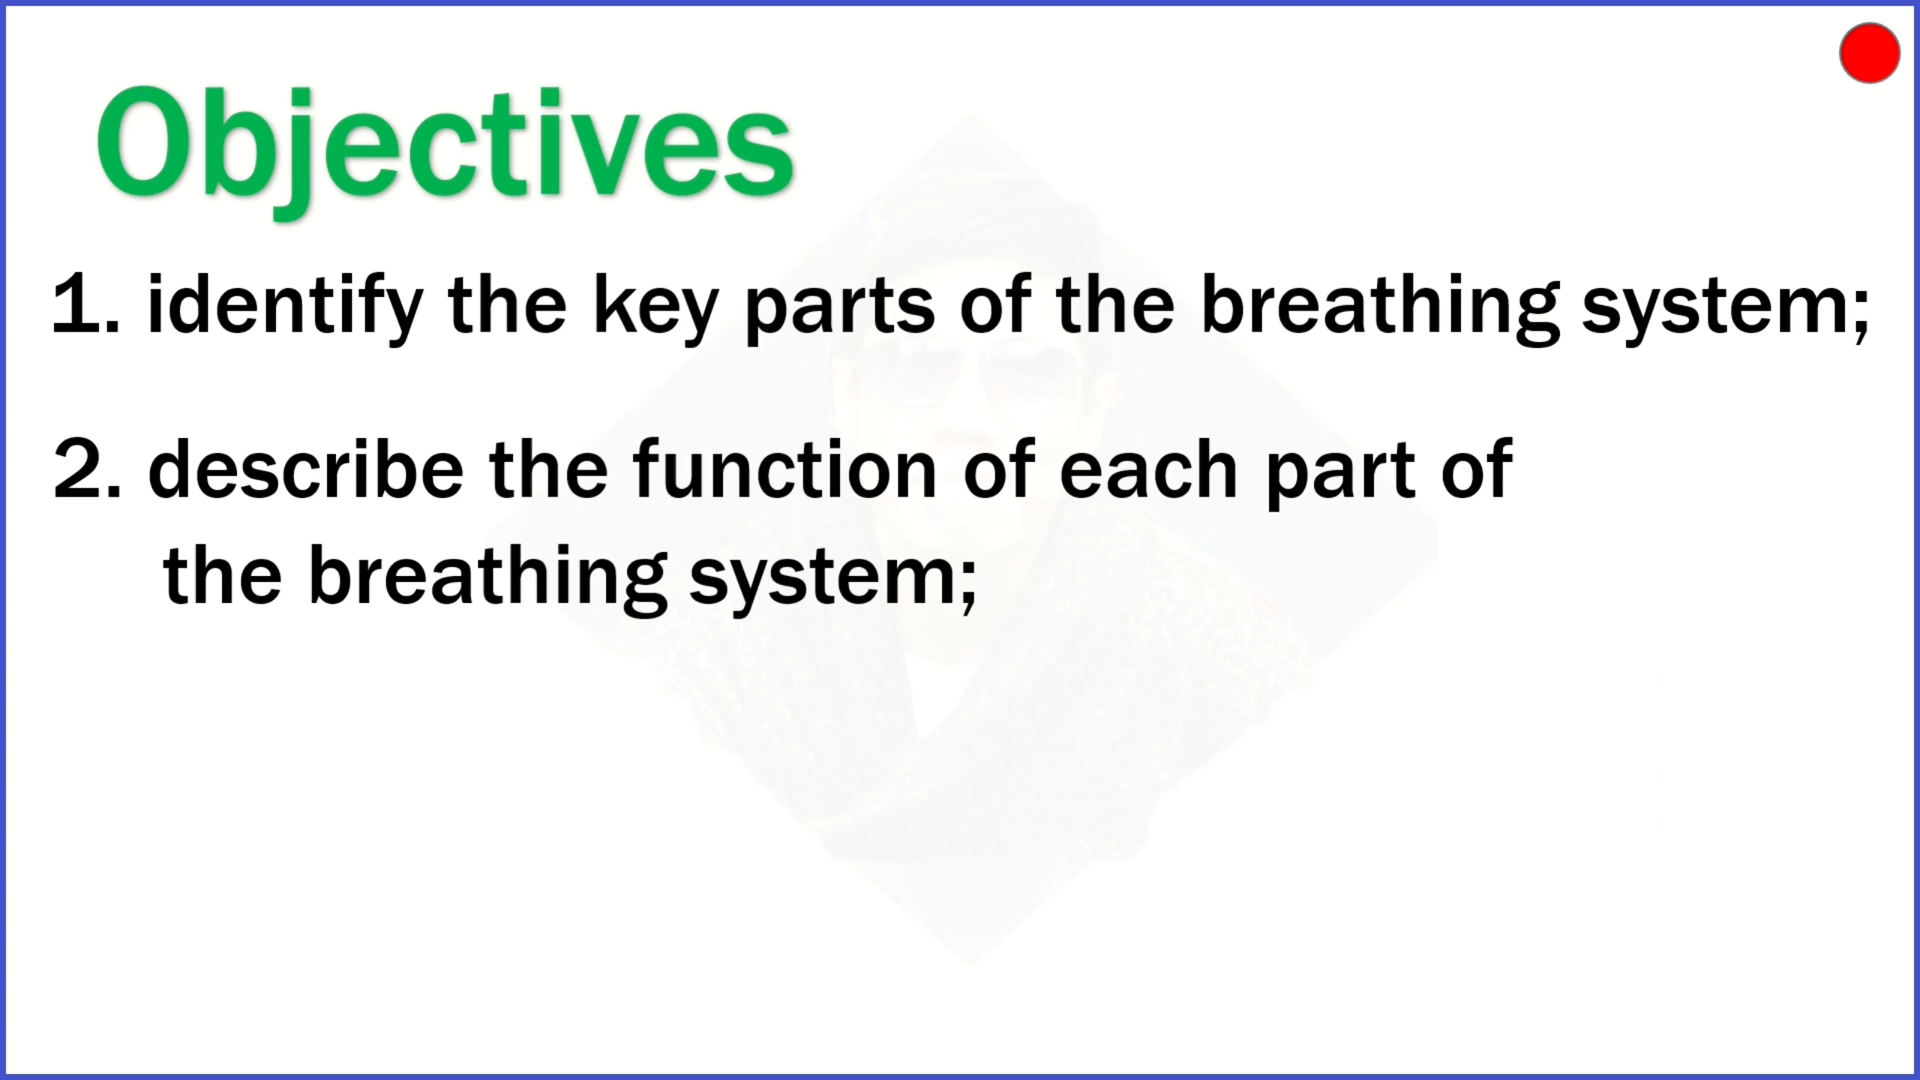 Objectives
1. identify the key parts of the breathing system;
2. describe the function of each part of
the breathing system;